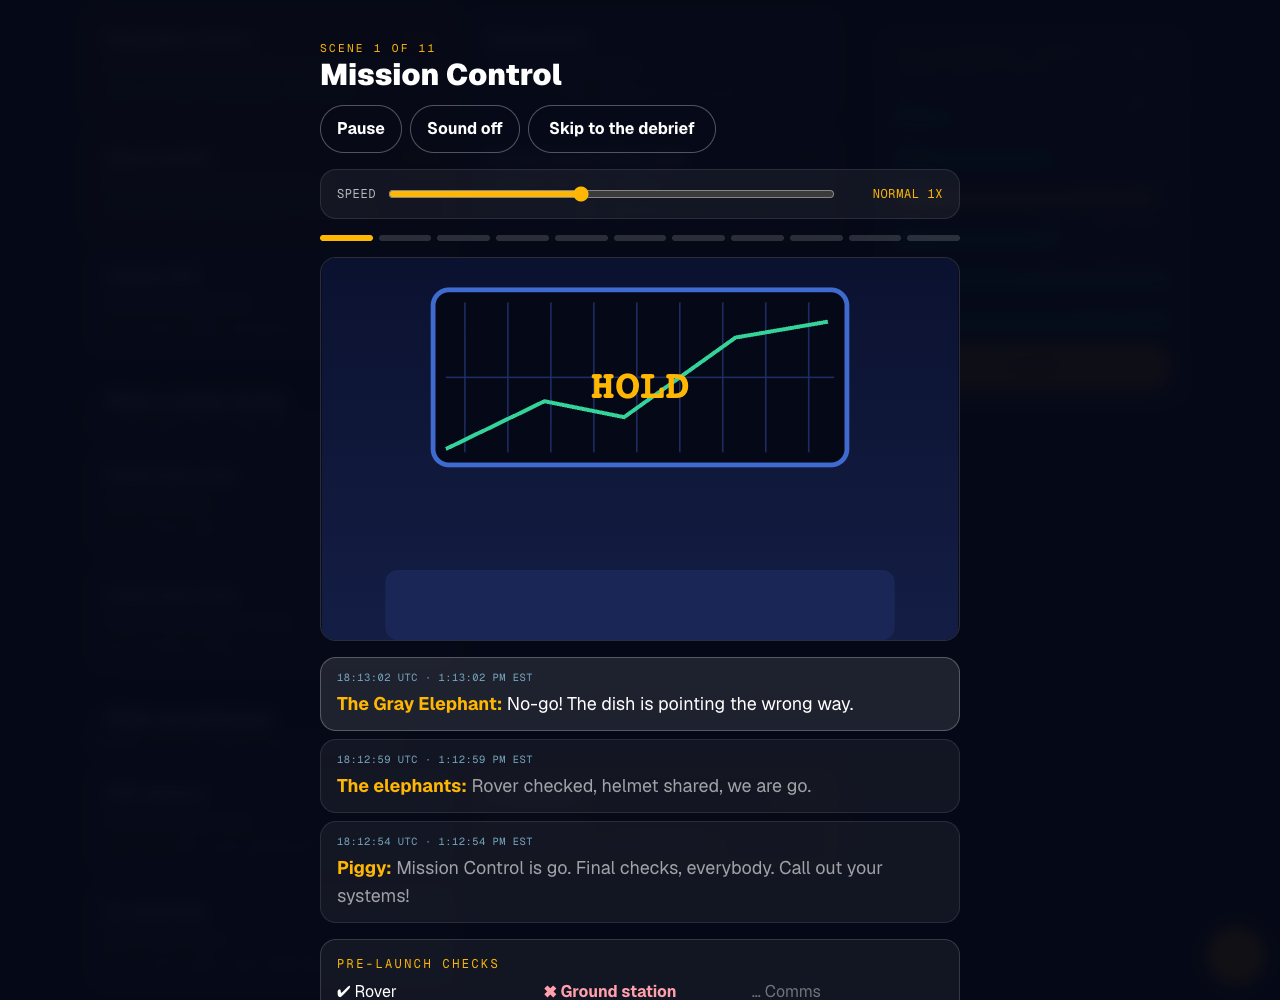 SCENE 1 OF 11
Mission Control
Pause
Sound off
Skip to the debrief
SPEED
NORMAL 1X
HOLD
18:13:02 UTC · 1:13:02 PM EST
The Gray Elephant: No-go! The dish is pointing the wrong way.
18:12:59 UTC · 1:12:59 PM EST
The elephants: Rover checked, helmet shared, we are go.
18:12:54 UTC · 1:12:54 PM EST
Piggy: Mission Control is go. Final checks, everybody. Call out your
systems!
PRE-LAUNCH CHECKS
✔ Rover
✖ Ground station
… Comms